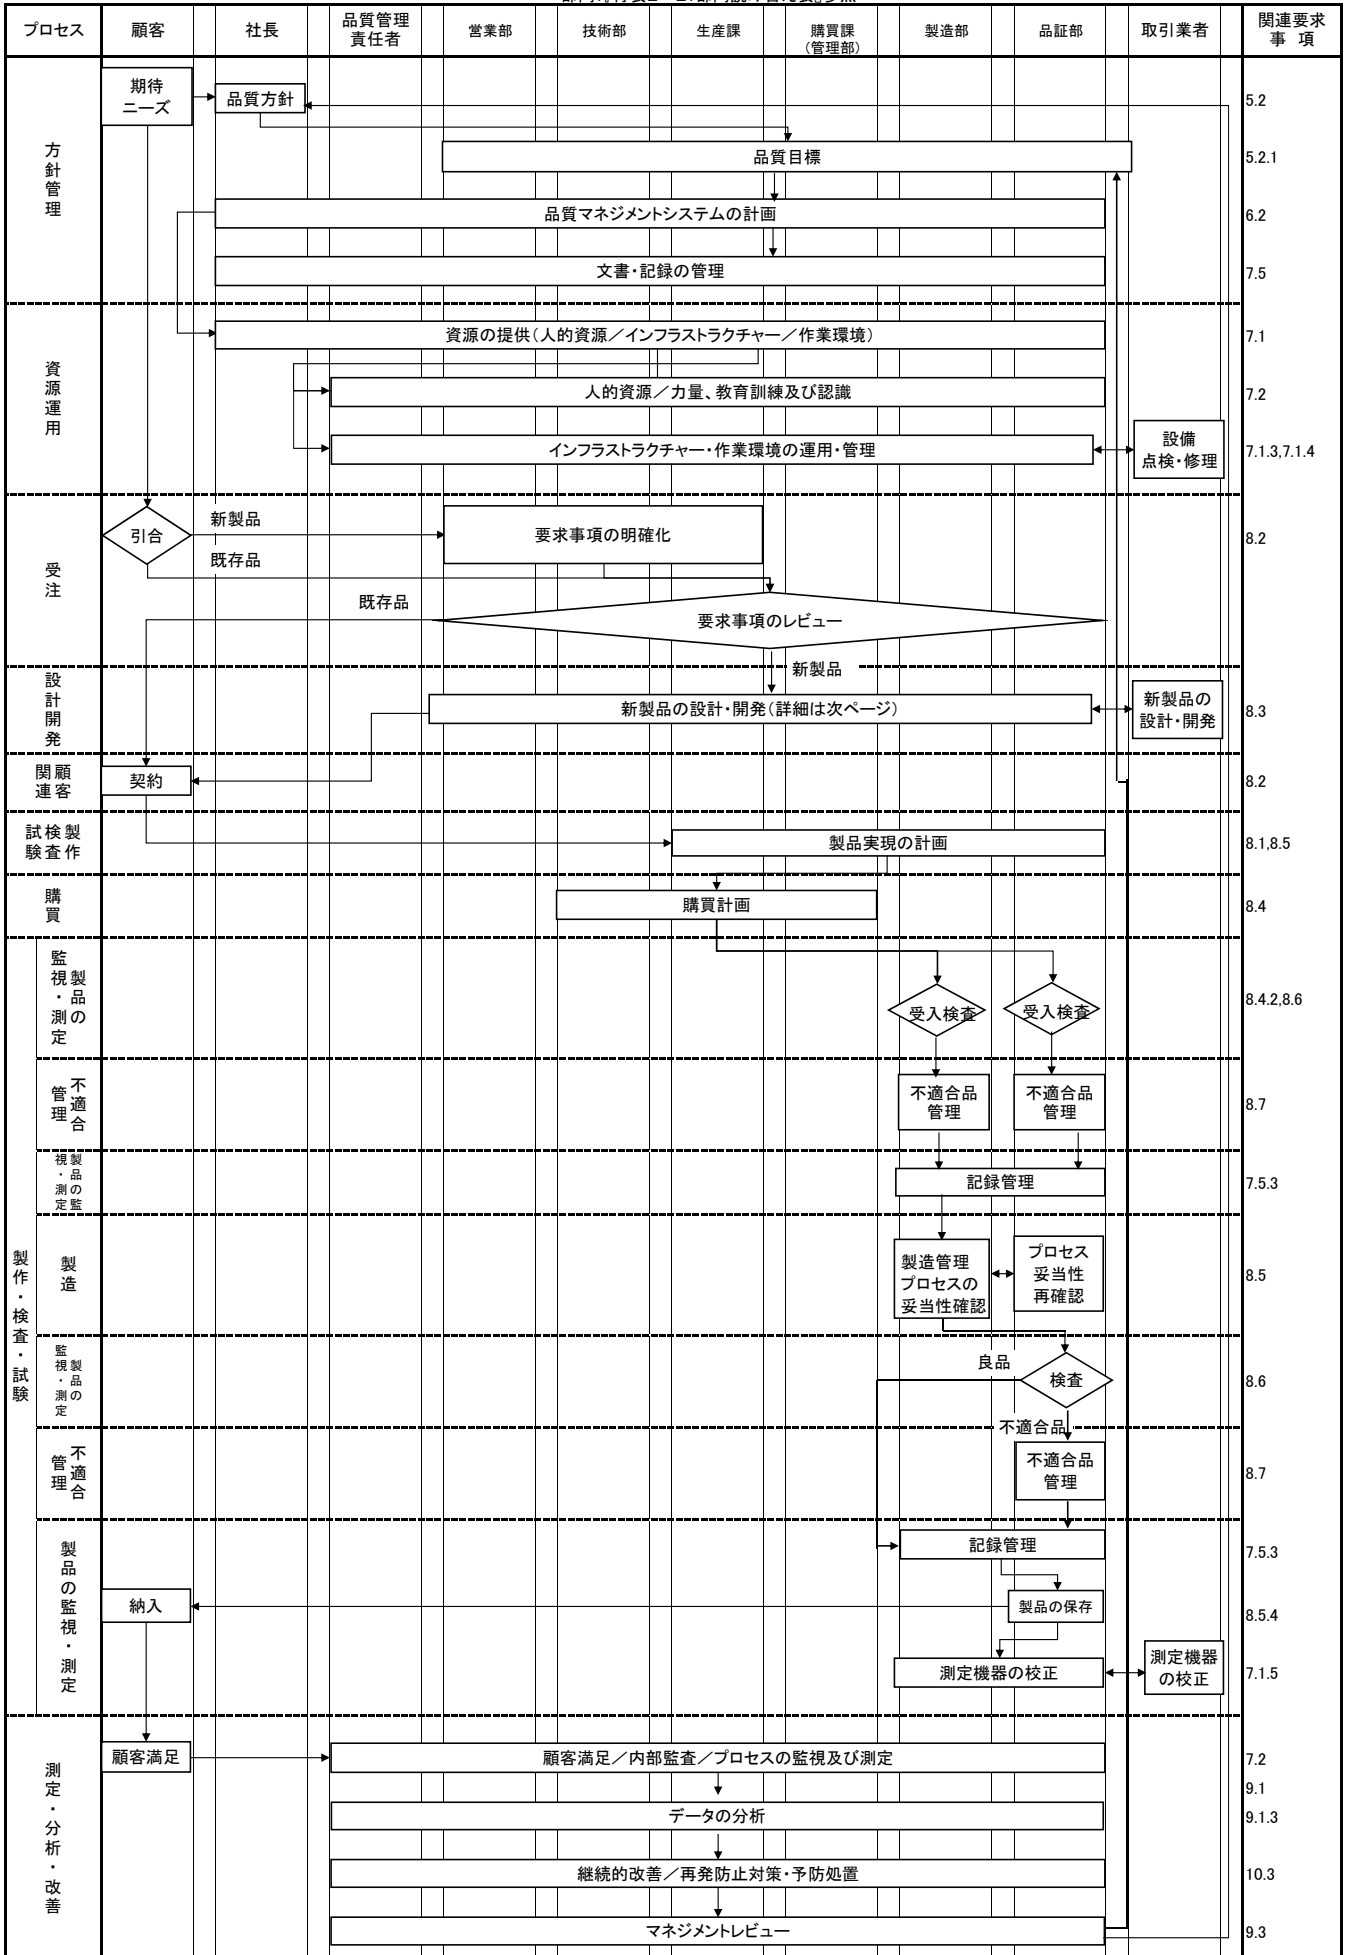 プロセス
顧客
社長
品質管理
責任者
営業部
技術部
生産課
購買課
(管理部)
製造部
品証部
取引業者
関連要求
事 項
方針管理
期待
ニーズ
品質方針
5.2
品質目標
5.2.1
品質マネジメントシステムの計画
6.2
文書・記録の管理
7.5
資源運用
資源の提供(人的資源/インフラストラクチャー/作業環境)
7.1
人的資源/力量、教育訓練及び認識
7.2
インフラストラクチャー・作業環境の運用・管理
設備
点検・修理
7.1.3,7.1.4
受注
引合
新製品
既存品
要求事項の明確化
8.2
既存品
要求事項のレビュー
新製品
設計開発
新製品の設計・開発(詳細は次ページ)
新製品の
設計・開発
8.3
顧客
関連
契約
8.2
製作
検査
試験
製品実現の計画
8.1,8.5
購買
購買計画
8.4
製作・検査・試験
製品の
監視・測定
受入検査
受入検査
8.4.2,8.6
不適合
管理
不適合品
管理
不適合品
管理
8.7
製品の監
視・測定
記録管理
7.5.3
製造
製造管理
プロセスの
妥当性確認
プロセス
妥当性
再確認
8.5
製品の
監視・測定
良品
検査
8.6
不適合品
不適合
管理
不適合品
管理
8.7
製品の監視・測定
記録管理
7.5.3
納入
製品の保存
8.5.4
測定機器の校正
測定機器
の校正
7.1.5
測定・分析・改善
顧客満足
顧客満足/内部監査/プロセスの監視及び測定
7.2
9.1
データの分析
9.1.3
継続的改善/再発防止対策・予防処置
10.3
マネジメントレビュー
9.3